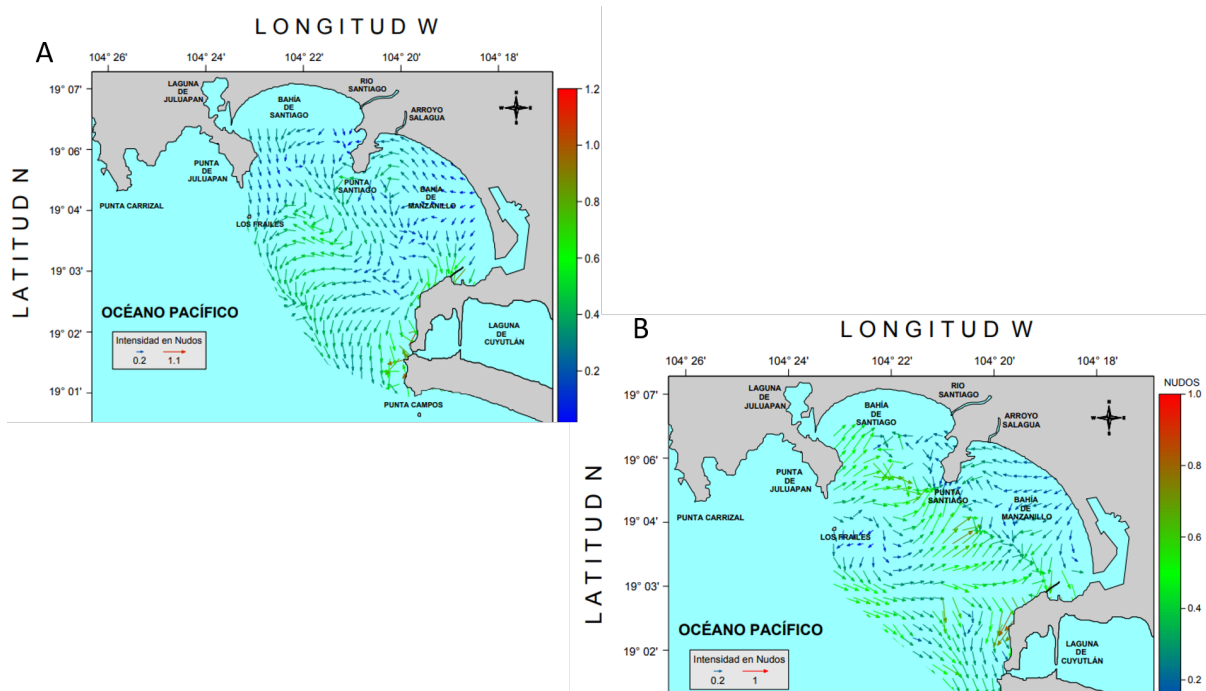 A
LONGITUD W
104° 26'
104° 24'
104° 22'
104° 20'
104° 18'
LATITUD N
19° 07'
19° 06'
19° 04'
19° 03'
19° 02'
19° 01'
LAGUNA
DE
JULUAPAN
BAHÍA
DE
SANTIAGO
RIO
SANTIAGO
ARROYO
SALAGUA
PUNTA
DE
JULUAPAN
PUNTA CARRIZAL
PUNTA
SANTIAGO
BAHÍA
DE
MANZANILLO
LOS FRAILES
OCÉANO PACÍFICO
LAGUNA
DE
CUYUTLÁN
PUNTA CAMPOS
Intensidad en Nudos
0.2
1.1
N
W
E
S
1.2
1.0
0.8
0.6
0.4
0.2
B
LONGITUD W
104° 26'
104° 24'
104° 22'
104° 20'
104° 18'
LATITUD N
19° 07'
19° 06'
19° 04'
19° 03'
19° 02'
LAGUNA
DE
JULUAPAN
BAHÍA
DE
SANTIAGO
RIO
SANTIAGO
ARROYO
SALAGUA
PUNTA
DE
JULUAPAN
PUNTA CARRIZAL
PUNTA
SANTIAGO
BAHÍA
DE
MANZANILLO
LOS FRAILES
OCÉANO PACÍFICO
LAGUNA
DE
CUYUTLÁN
Intensidad en Nudos
0.2
1
N
W
E
S
NUDOS
1.0
0.8
0.6
0.4
0.2